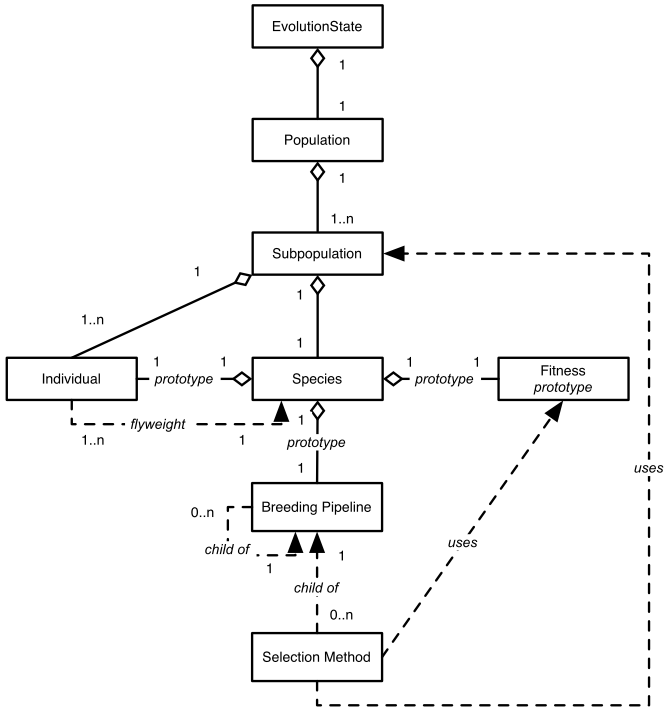 EvolutionState
1
1
Population
1
1..n
Subpopulation
1
1
1..n
1
Individual
1
prototype
1
Species
1
prototype
1
Fitness
prototype
1..n
flyweight
1
1
prototype
1
uses
0..n
Breeding Pipeline
child of
1
1
uses
child of
0..n
Selection Method